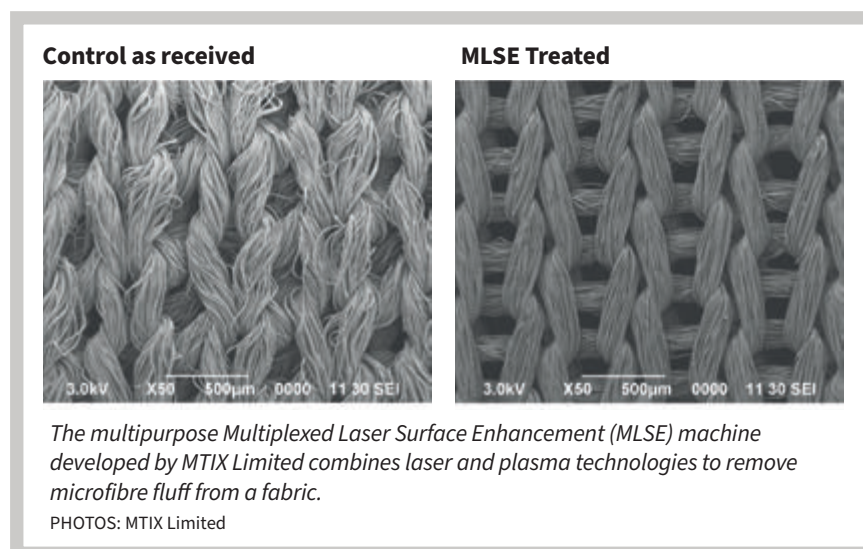 Control as received
MLSE Treated
3.0kV X50 500µm 0000 11 30 SEI
3.0kV X50 500µm 0000 11 30 SEI
The multipurpose Multiplexed Laser Surface Enhancement (MLSE) machine
developed by MTIX Limited combines laser and plasma technologies to remove
microfibre fluff from a fabric.
PHOTOS: MTIX Limited